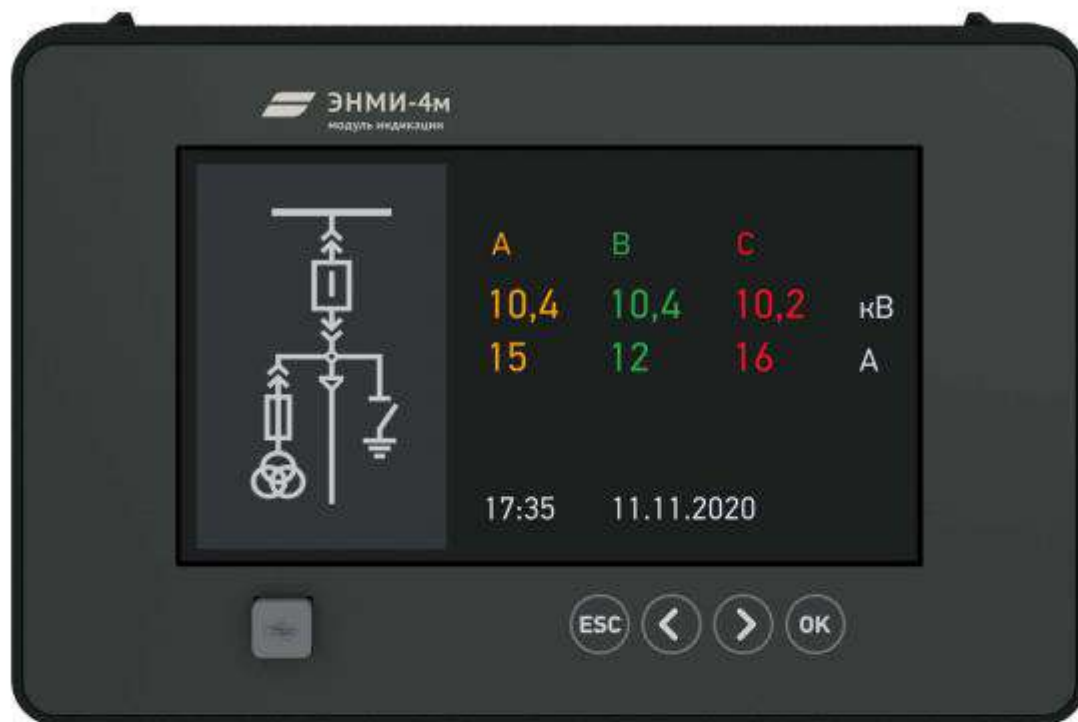 ЭНМИ-4м
модуль индикации
A B C
10,4 10,4 10,2 кВ
15 12 16 А
17:35 11.11.2020
ESC OK